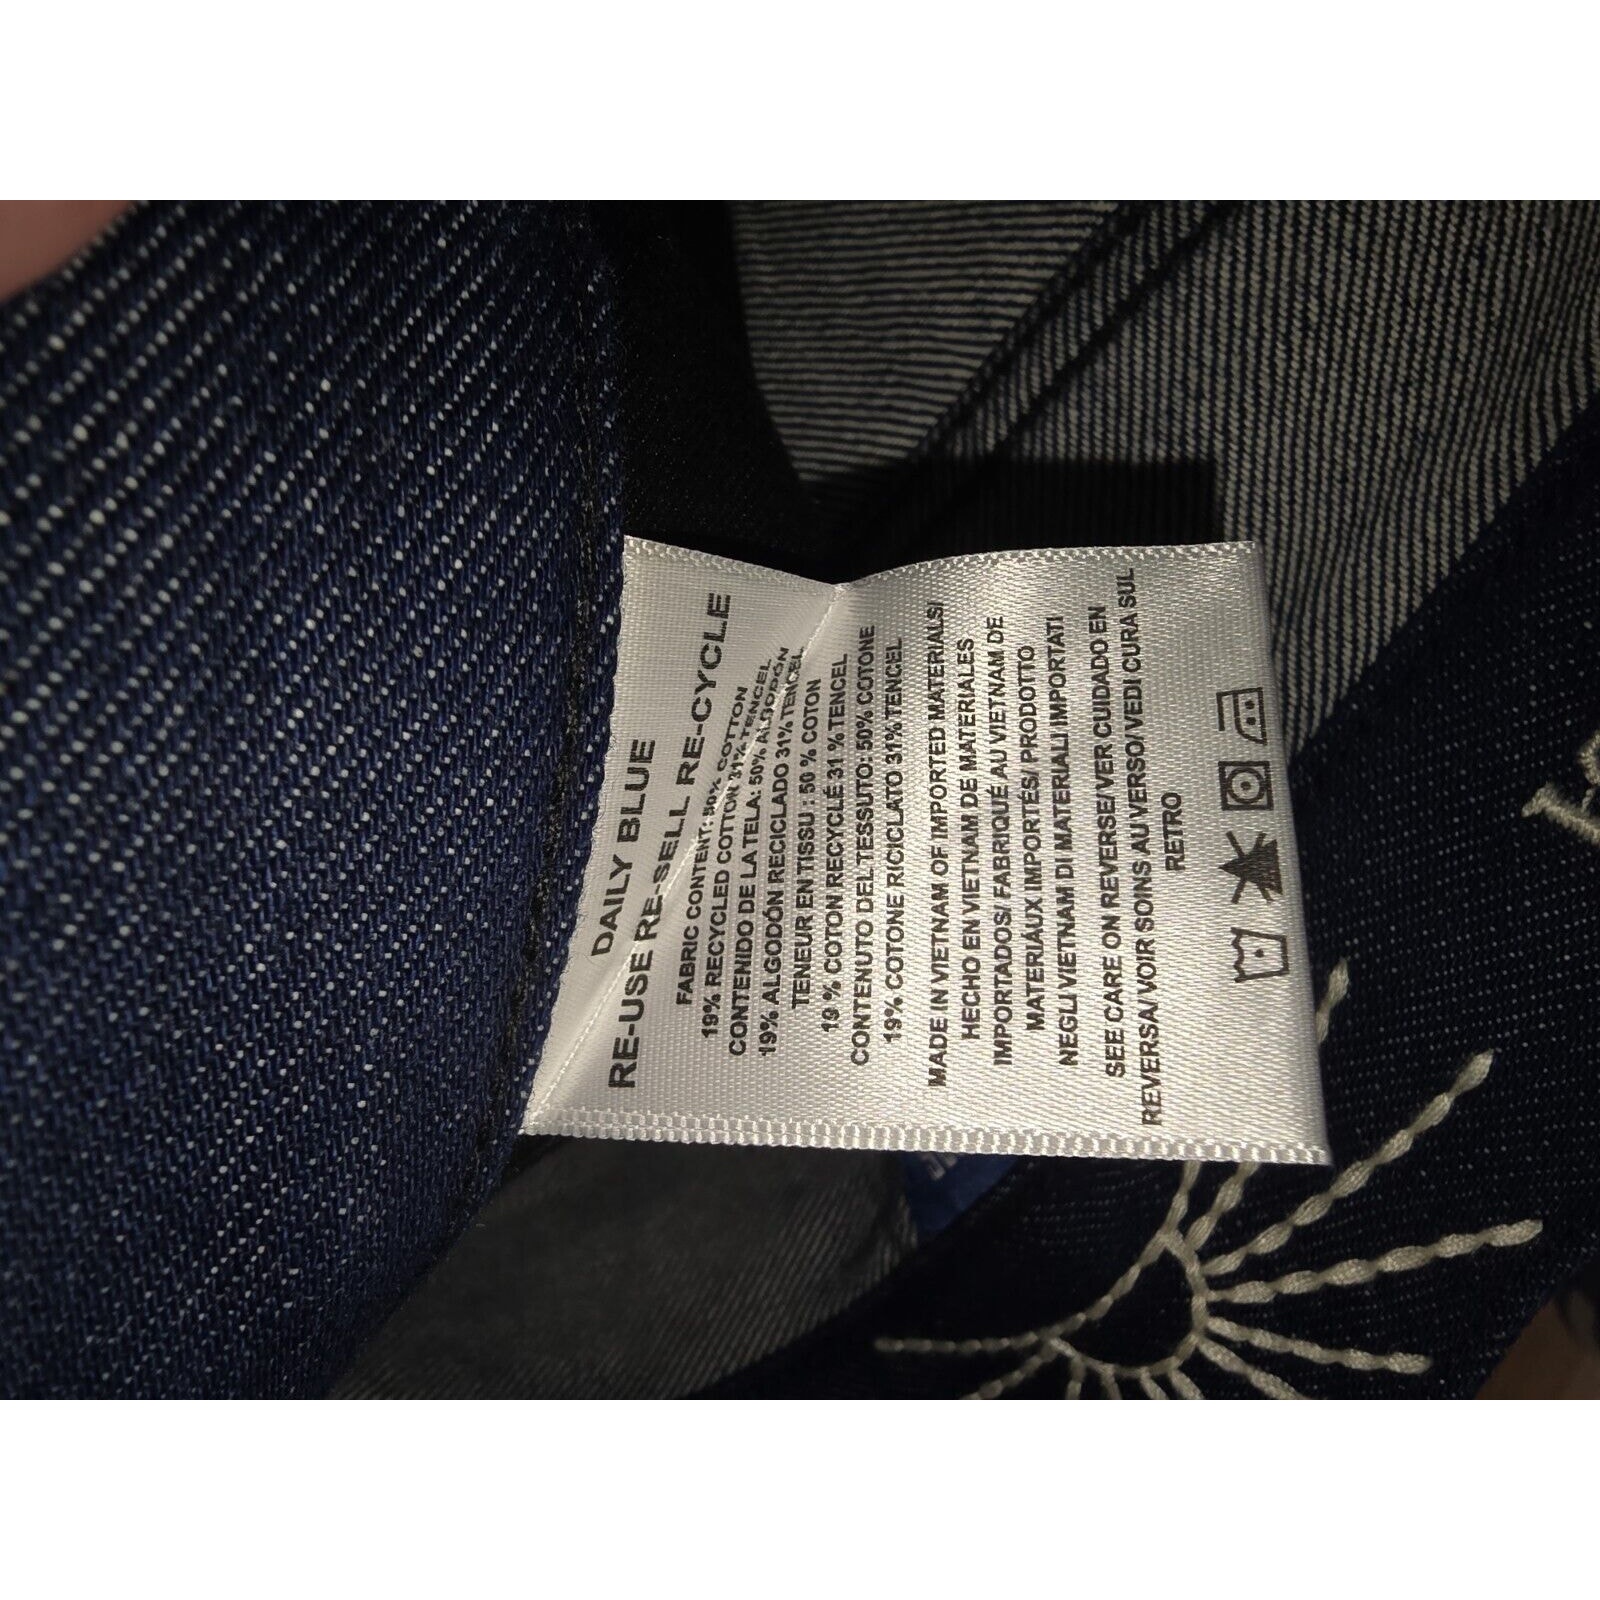 DAILY BLUE
RE-USE RE-SELL RE-CYCLE
FABRIC CONTENT: 50% COTTON
19% RECYCLED COTTON 31% TENCEL
CONTENIDO DE LA TELA: 50% ALGODÓN
19% ALGODÓN RECICLADO 31% TENCEL
TENEUR EN TISSU : 50 % COTON
19 % COTON RECYCLÉ 31 % TENCEL
CONTENUTO DEL TESSUTO: 50% COTONE
19% COTONE RICICLATO 31% TENCEL
MADE IN VIETNAM OF IMPORTED MATERIALS/
HECHO EN VIETNAM DE MATERIALES
IMPORTADOS/ FABRIQUÉ AU VIETNAM DE
MATERIAUX IMPORTÉS/ PRODOTTO
NEGLI VIETNAM DI MATERIALI IMPORTATI
SEE CARE ON REVERSE/VER CUIDADO EN
REVERSA/ VOIR SOINS AU VERSO/ VEDI CURA SUL
RETRO